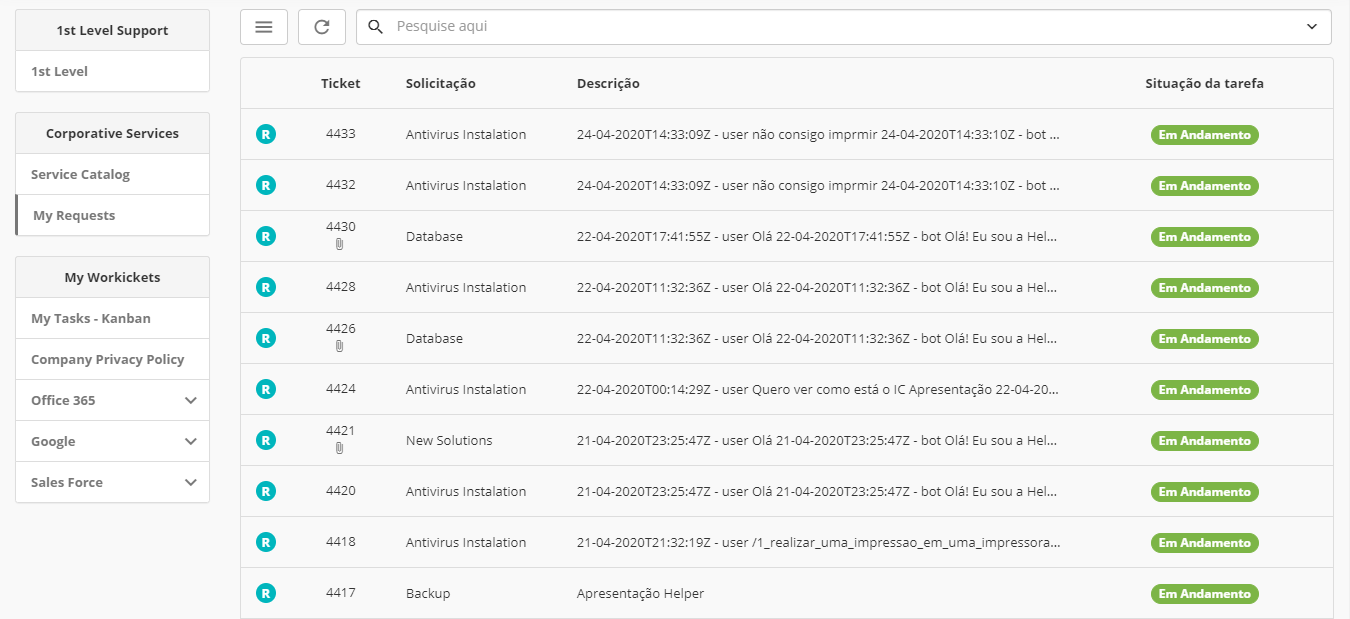 1st Level Support
1st Level
Corporative Services
Service Catalog
My Requests
My Workickets
My Tasks - Kanban
Company Privacy Policy
Office 365
Google
Sales Force
Pesquise aqui
Ticket Solicitação Descrição Situação da tarefa
R 4433 Antivirus Instalation 24-04-2020T14:33:09Z - user não consigo imprmir 24-04-2020T14:33:10Z - bot ... Em Andamento
R 4432 Antivirus Instalation 24-04-2020T14:33:09Z - user não consigo imprmir 24-04-2020T14:33:10Z - bot ... Em Andamento
R 4430 Database 22-04-2020T17:41:55Z - user Olá 22-04-2020T17:41:55Z - bot Olá! Eu sou a Hel... Em Andamento
R 4428 Antivirus Instalation 22-04-2020T11:32:36Z - user Olá 22-04-2020T11:32:36Z - bot Olá! Eu sou a Hel... Em Andamento
R 4426 Database 22-04-2020T11:32:36Z - user Olá 22-04-2020T11:32:36Z - bot Olá! Eu sou a Hel... Em Andamento
R 4424 Antivirus Instalation 22-04-2020T00:14:29Z - user Quero ver como está o IC Apresentação 22-04-20... Em Andamento
R 4421 New Solutions 21-04-2020T23:25:47Z - user Olá 21-04-2020T23:25:47Z - bot Olá! Eu sou a Hel... Em Andamento
R 4420 Antivirus Instalation 21-04-2020T23:25:47Z - user Olá 21-04-2020T23:25:47Z - bot Olá! Eu sou a Hel... Em Andamento
R 4418 Antivirus Instalation 21-04-2020T21:32:19Z - user /1_realizar_uma_impressao_em_uma_impressora... Em Andamento
R 4417 Backup Apresentação Helper Em Andamento